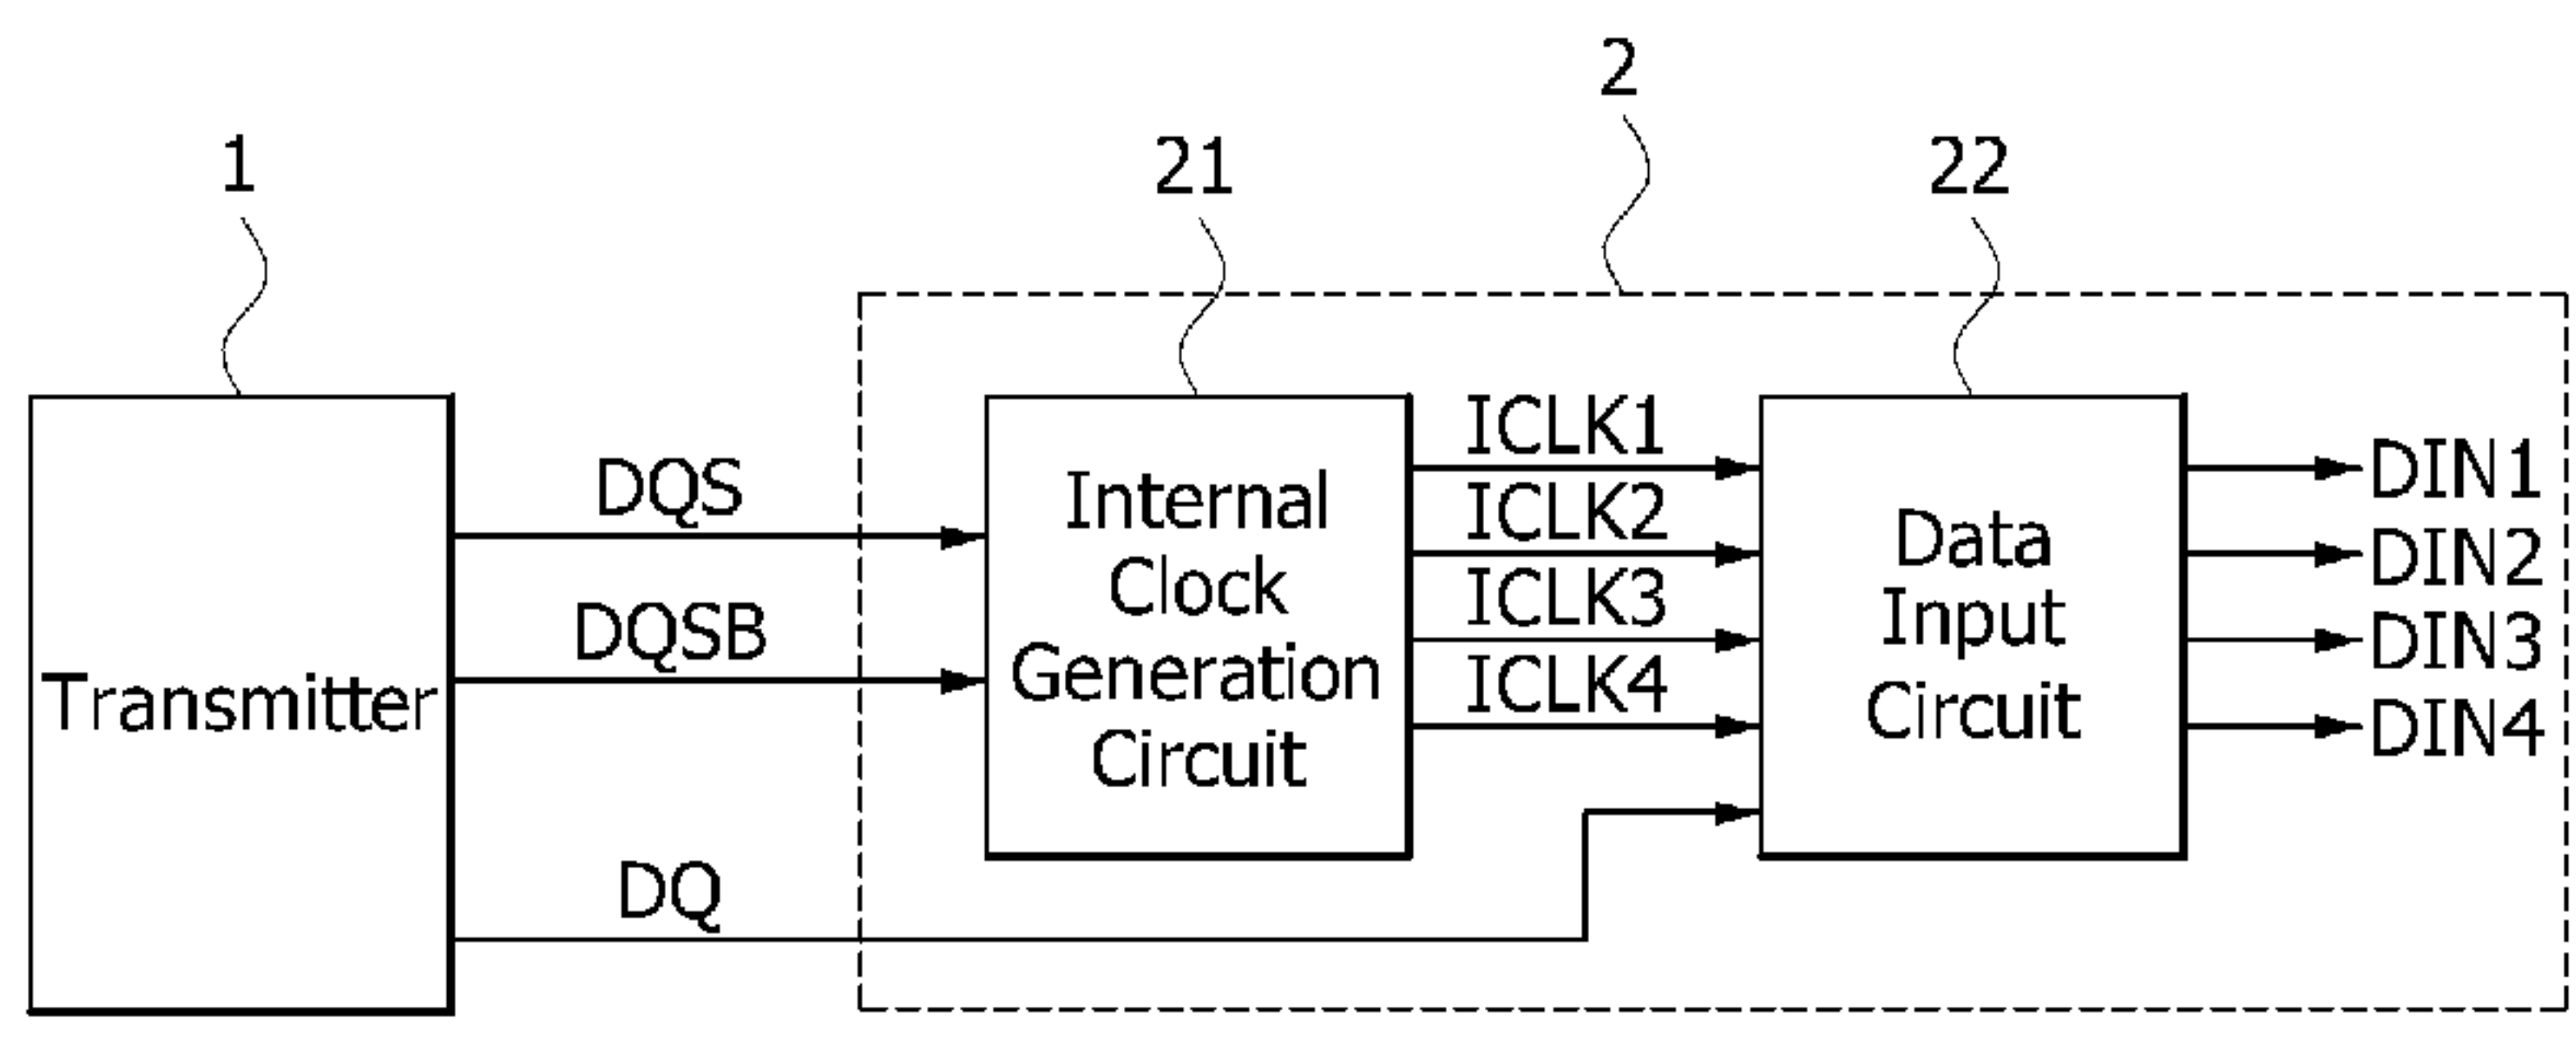 2
1
21
22
ICLK1
DQS
Internal
ICLK2
DIN1
Clock
Data
DIN2
DQSB
Generation
ICLK3
Input
DIN3
Transmitter
Circuit
ICLK4
Circuit
DIN4
DQ